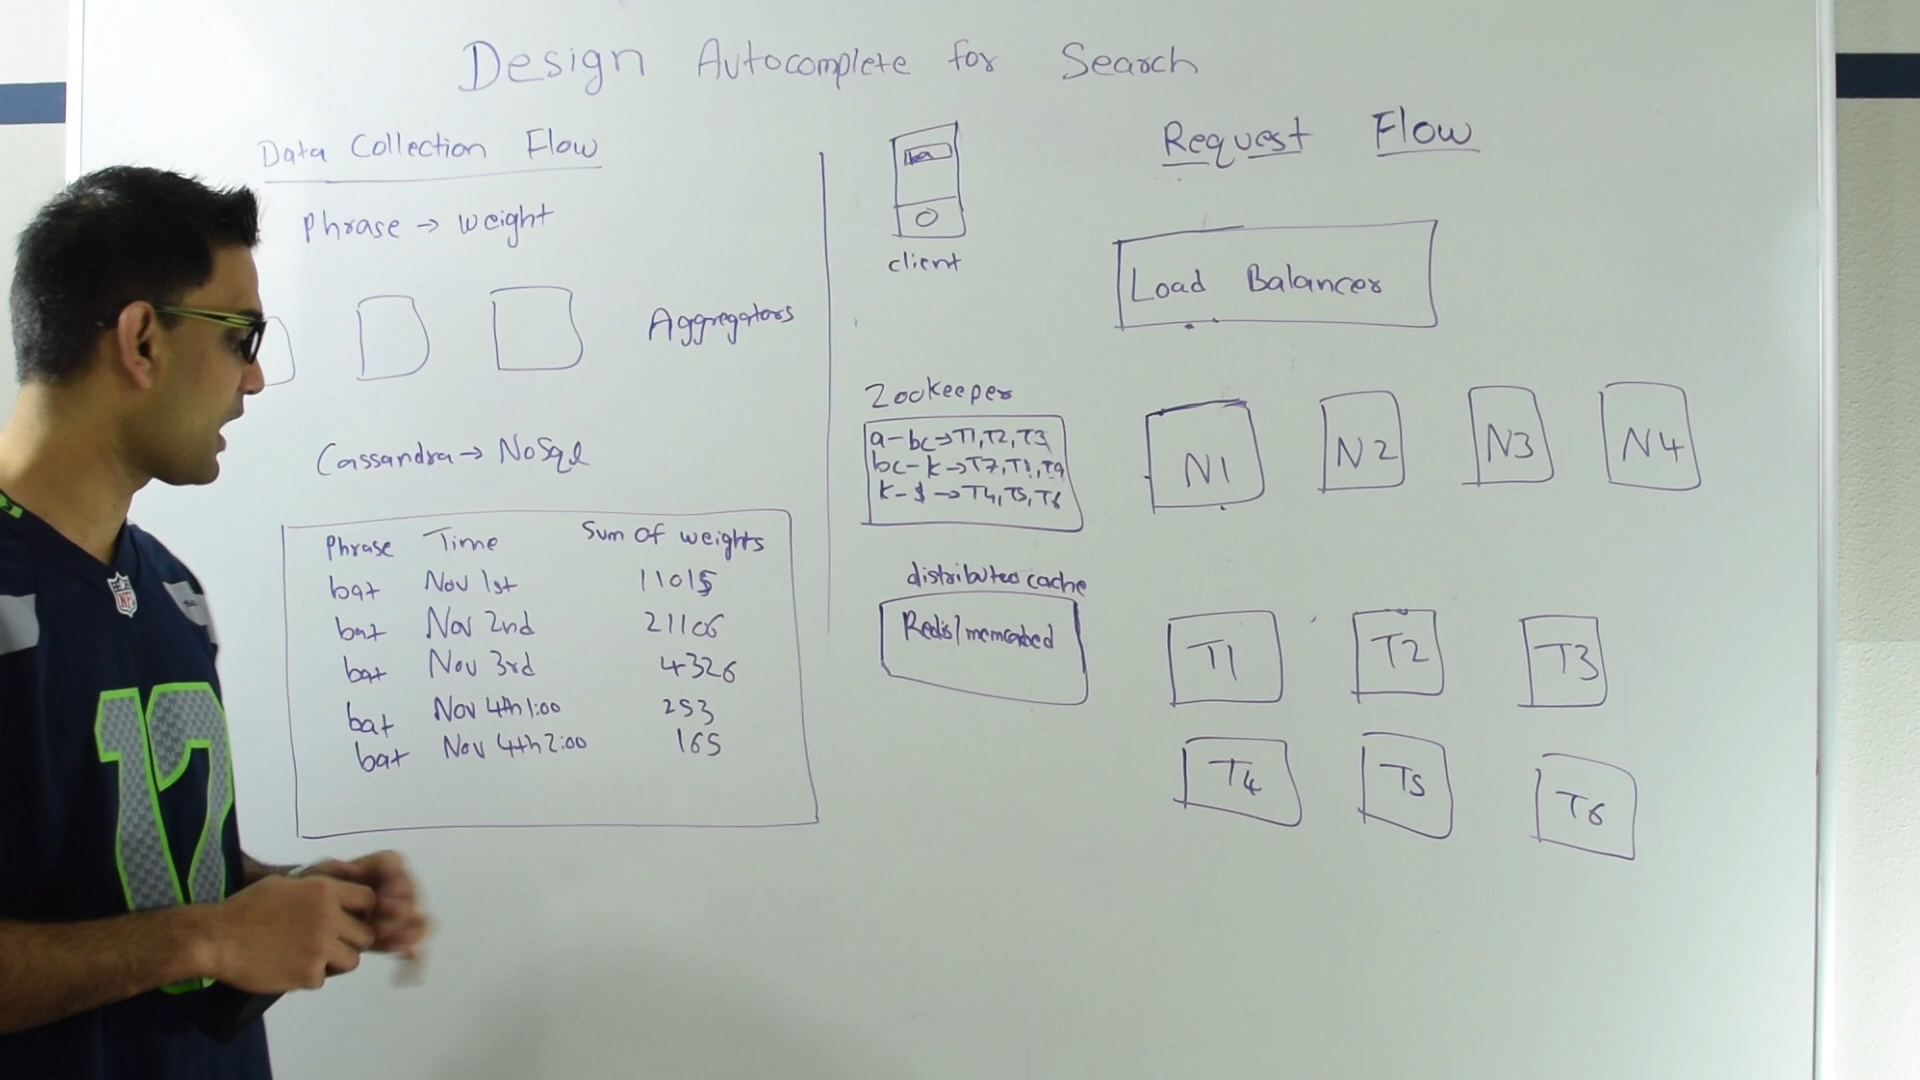 Design Autocomplete for Search
Data Collection Flow
Phrase → weight
Aggregators
Cassandra → NoSql
Phrase Time Sum of weights
bat Nov 1st 11015
bat Nov 2nd 21106
bat Nov 3rd 4326
bat Nov 4th 1:00 253
bat Nov 4th 2:00 165
client
Zookeeper
a-bc→T1,T2,T3
bc-k→T7,T8,T9
k-$→T4,T5,T6
distributed cache
Redis/memcached
Request Flow
Load Balancer
N1 N2 N3 N4
T1 T2 T3
T4 T5 T6
NFL
12